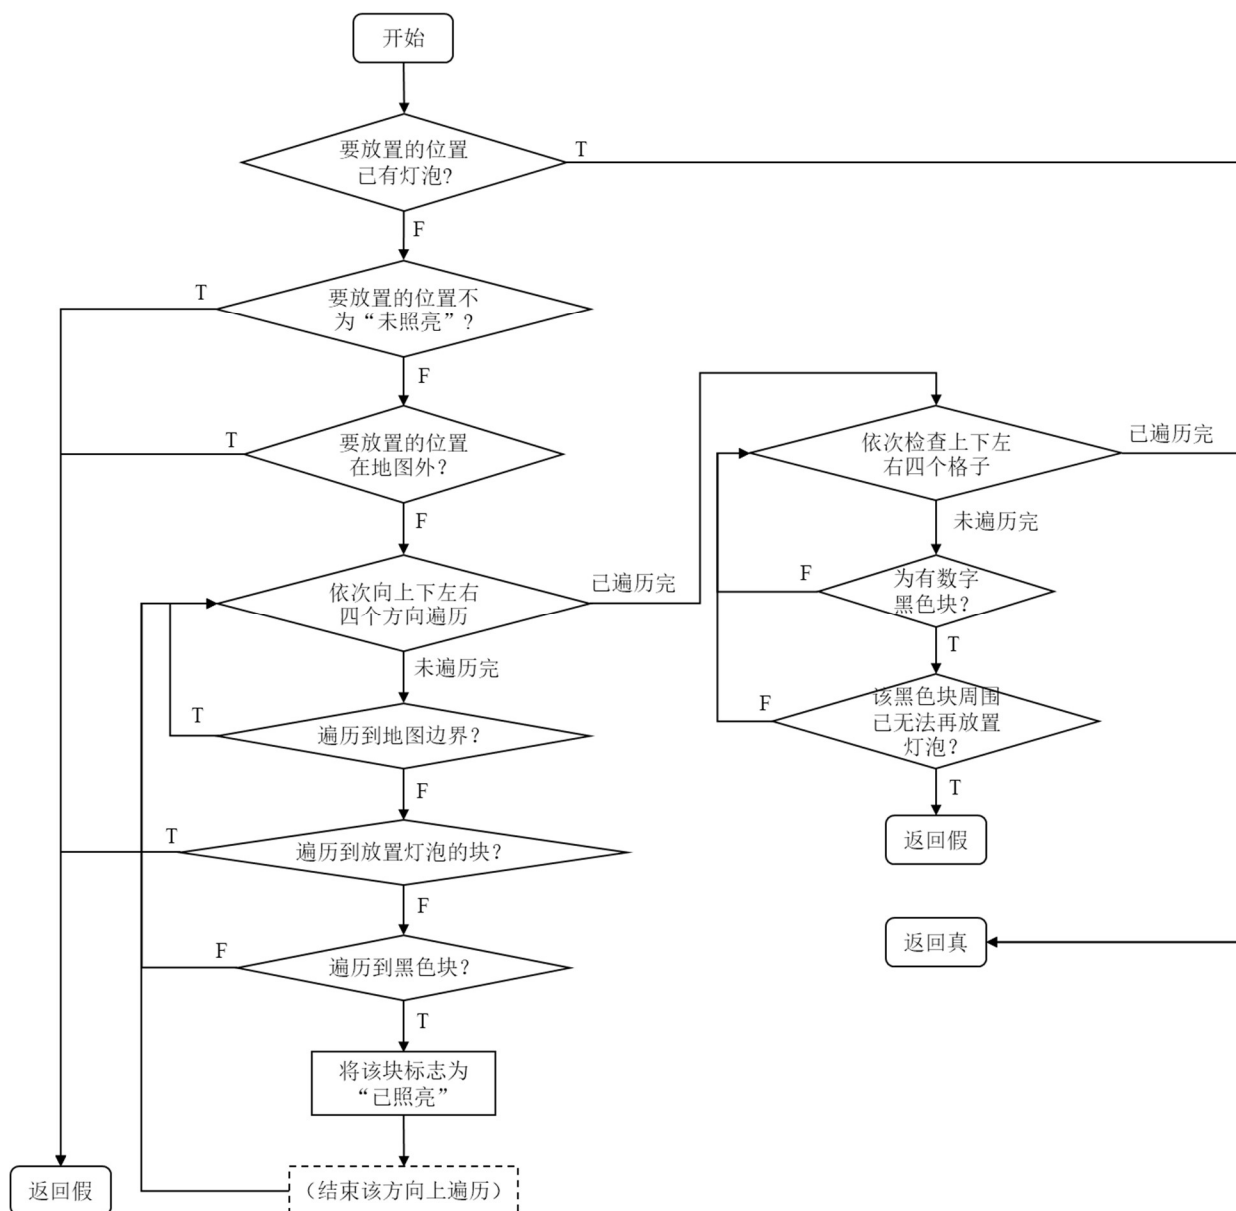 开始
要放置的位置
已有灯泡?
T
F
要放置的位置不
为“未照亮”?
T
F
要放置的位置
在地图外?
T
F
依次向上下左右
四个方向遍历
已遍历完
未遍历完
遍历到地图边界?
T
F
遍历到放置灯泡的块?
T
F
遍历到黑色块?
F
T
将该块标志为
“已照亮”
(结束该方向上遍历)
返回假
依次检查上下左
右四个格子
已遍历完
未遍历完
为有数字
黑色块?
F
T
该黑色块周围
已无法再放置
灯泡?
F
T
返回假
返回真